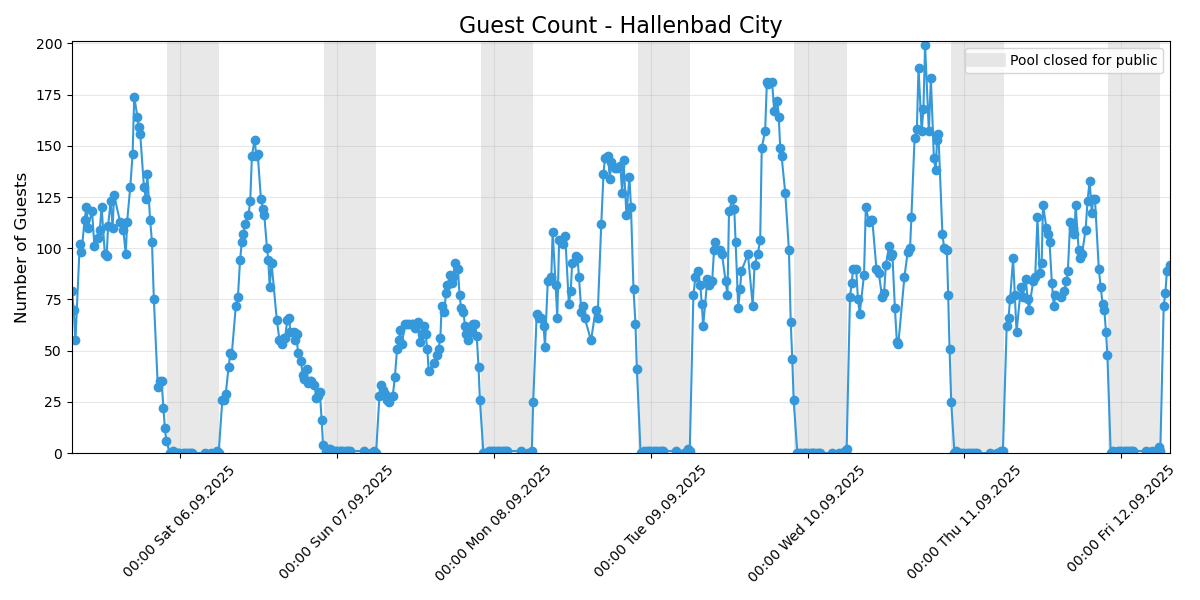 Guest Count - Hallenbad City
Number of Guests
200
175
150
125
100
75
50
25
0
Pool closed for public
00:00 Sat 06.09.2025
00:00 Sun 07.09.2025
00:00 Mon 08.09.2025
00:00 Tue 09.09.2025
00:00 Wed 10.09.2025
00:00 Thu 11.09.2025
00:00 Fri 12.09.2025